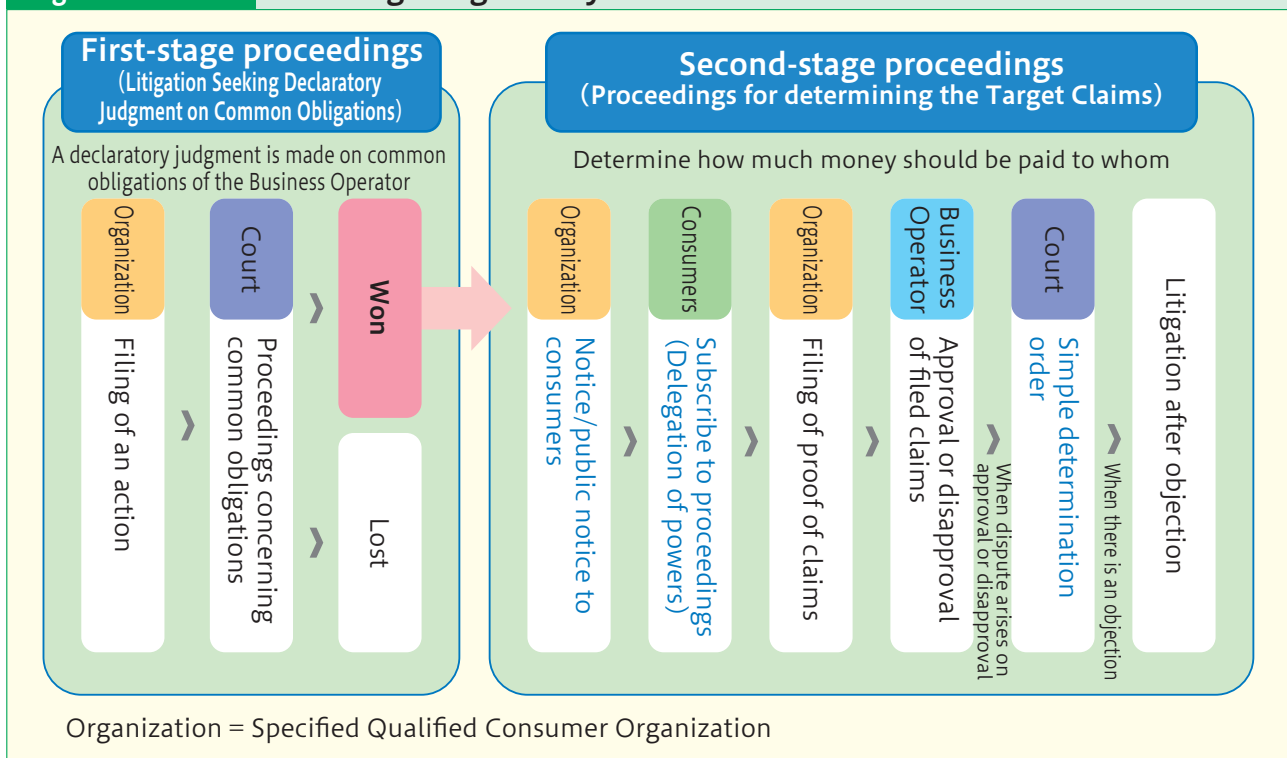 First-stage proceedings
(Litigation Seeking Declaratory
Judgment on Common Obligations)
A declaratory judgment is made on common
obligations of the Business Operator
Organization
Filing of an action
Court
Proceedings concerning
common obligations
Won
Lost
Second-stage proceedings
(Proceedings for determining the Target Claims)
Determine how much money should be paid to whom
Organization
Notice/public notice to
consumers
Consumers
Subscribe to proceedings
(Delegation of powers)
Organization
Filing of proof of claims
Business
Operator
Approval or disapproval
of filed claims
When dispute arises on
approval or disapproval
Court
Simple determination
order
When there is an objection
Litigation after objection
Organization = Specified Qualified Consumer Organization